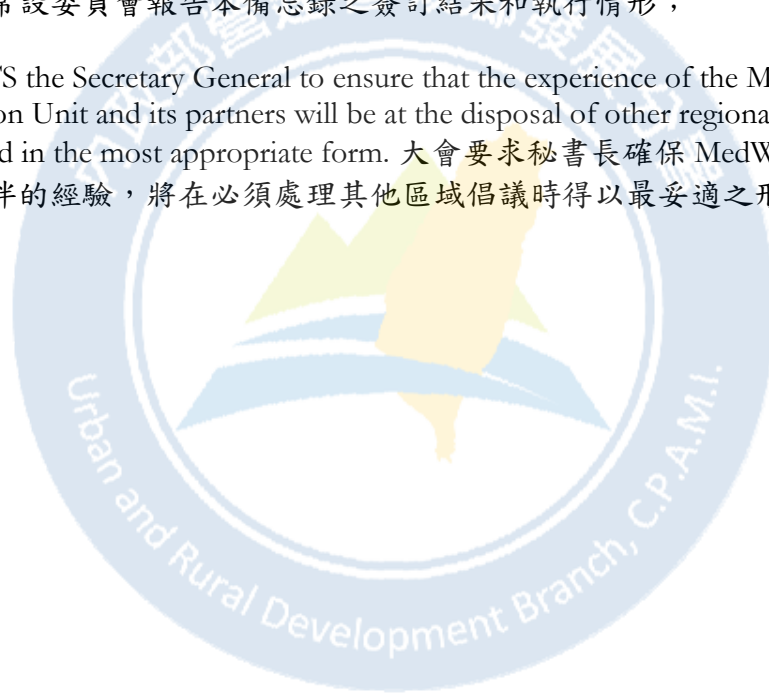 常設委員會報告本備忘錄之簽訂結果和執行情形；
TS the Secretary General to ensure that the experience of the M
on Unit and its partners will be at the disposal of other regiona
d in the most appropriate form. 大會要求秘書長確保 MedW
伴的經驗，將在必須處理其他區域倡議時得以最妥適之形
Urban and Rural Development Branch, C.P.A.M.I.